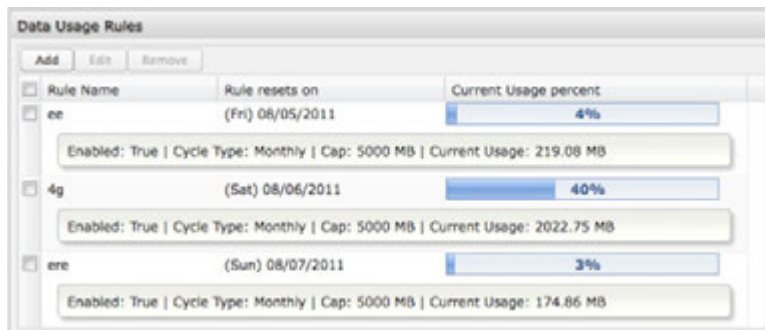 Data Usage Rules
Add Edit Remove
Rule Name Rule resets on Current Usage percent
ee (Fri) 08/05/2011 4%
Enabled: True | Cycle Type: Monthly | Cap: 5000 MB | Current Usage: 219.08 MB
4g (Sat) 08/06/2011 40%
Enabled: True | Cycle Type: Monthly | Cap: 5000 MB | Current Usage: 2022.75 MB
ere (Sun) 08/07/2011 3%
Enabled: True | Cycle Type: Monthly | Cap: 5000 MB | Current Usage: 174.86 MB